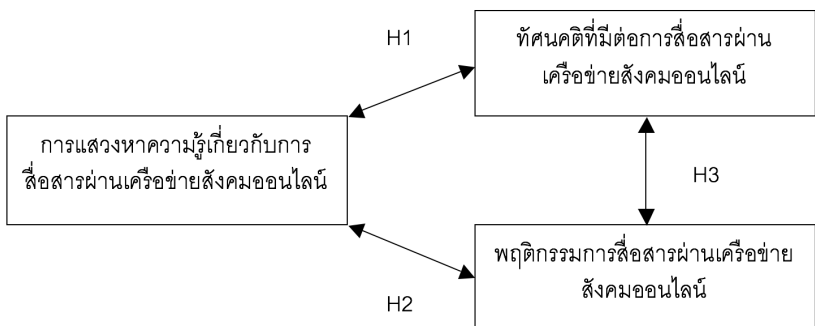 H1
ทัศนคติที่มีต่อการสื่อสารผ่าน
เครือข่ายสังคมออนไลน์
การแสวงหาความรู้เกี่ยวกับการ
สื่อสารผ่านเครือข่ายสังคมออนไลน์
H3
H2
พฤติกรรมการสื่อสารผ่านเครือข่าย
สังคมออนไลน์